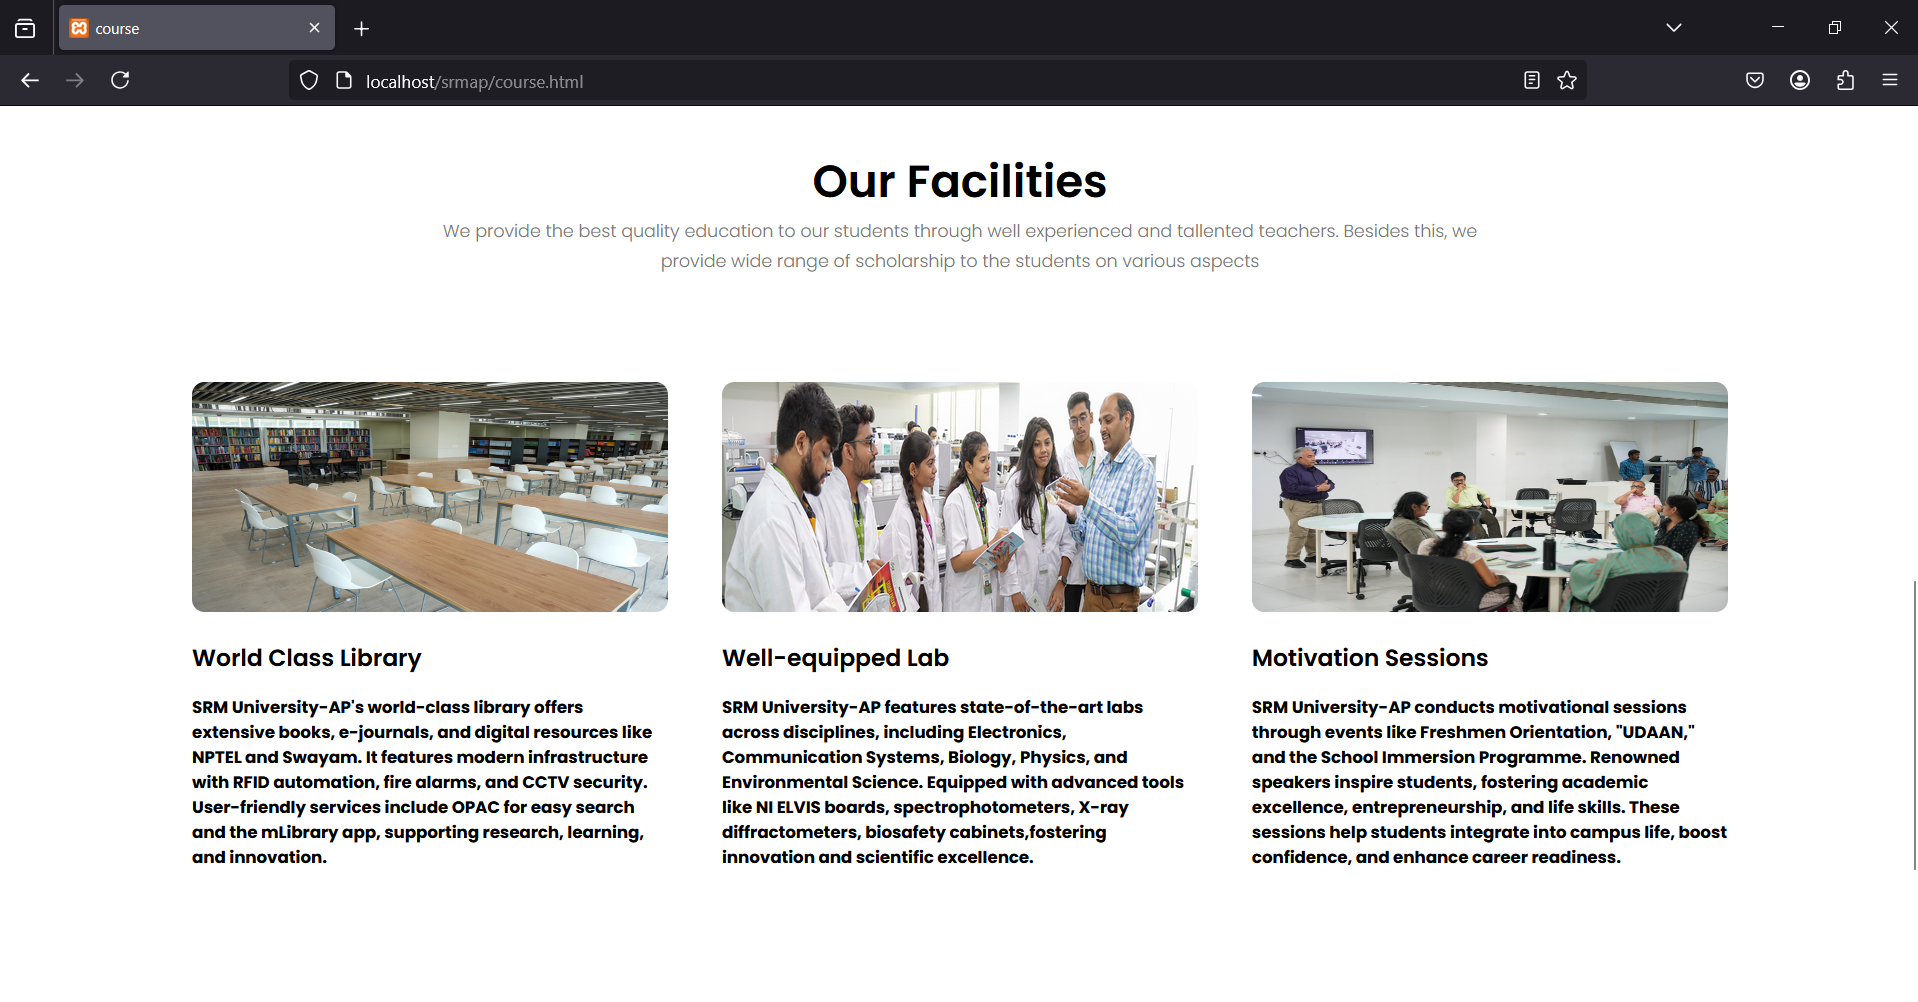 course
localhost/srmap/course.html
Our Facilities
We provide the best quality education to our students through well experienced and tallented teachers. Besides this, we
provide wide range of scholarship to the students on various aspects
World Class Library
SRM University-AP's world-class library offers
extensive books, e-journals, and digital resources like
NPTEL and Swayam. It features modern infrastructure
with RFID automation, fire alarms, and CCTV security.
User-friendly services include OPAC for easy search
and the mLibrary app, supporting research, learning,
and innovation.
Well-equipped Lab
SRM University-AP features state-of-the-art labs
across disciplines, including Electronics,
Communication Systems, Biology, Physics, and
Environmental Science. Equipped with advanced tools
like NI ELVIS boards, spectrophotometers, X-ray
diffractometers, biosafety cabinets,fostering
innovation and scientific excellence.
Motivation Sessions
SRM University-AP conducts motivational sessions
through events like Freshmen Orientation, "UDAAN,"
and the School Immersion Programme. Renowned
speakers inspire students, fostering academic
excellence, entrepreneurship, and life skills. These
sessions help students integrate into campus life, boost
confidence, and enhance career readiness.